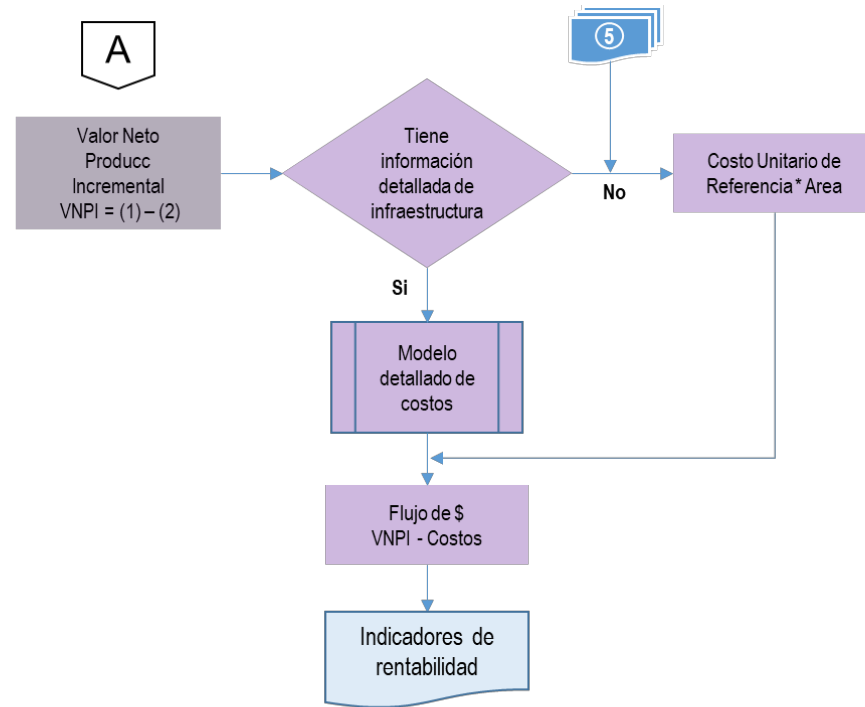 A
5
Valor Neto
Producc
Incremental
VNPI = (1) – (2)
Tiene
información
detallada de
infraestructura
No
Costo Unitario de
Referencia * Area
Si
Modelo
detallado de
costos
Flujo de $
VNPI - Costos
Indicadores de
rentabilidad